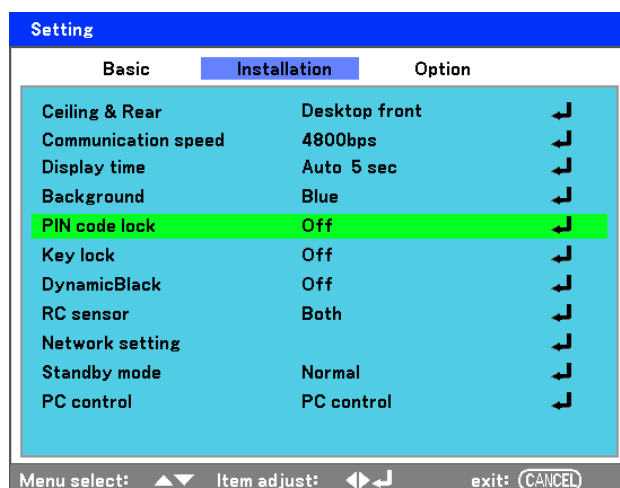 Setting
Basic Installation Option
Ceiling & Rear Desktop front
Communication speed 4800bps
Display time Auto 5 sec
Background Blue
PIN code lock Off
Key lock Off
DynamicBlack Off
RC sensor Both
Network setting
Standby mode Normal
PC control PC control
Menu select: ▲▼ Item adjust: ◀▶↵ exit: (CANCEL)